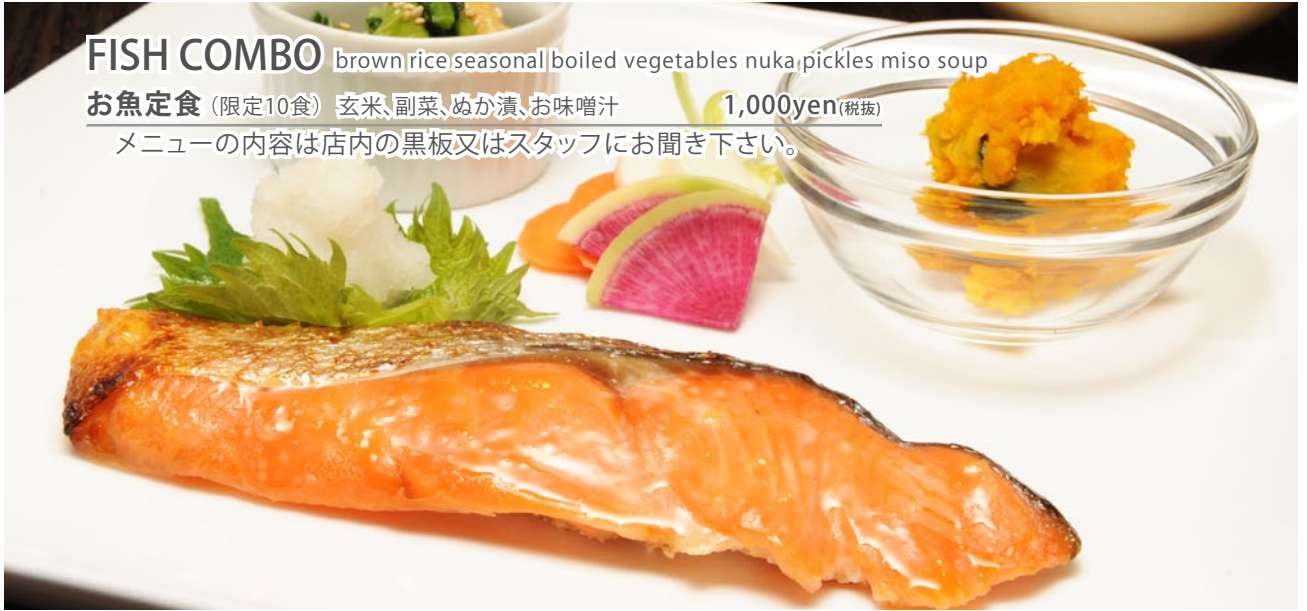 FISH COMBO brown rice seasonal boiled vegetables nuka pickles miso soup
お魚定食（限定10食） 玄米、副菜、ぬか漬、お味噌汁 1,000yen(税抜)
メニューの内容は店内の黒板又はスタッフにお聞き下さい。